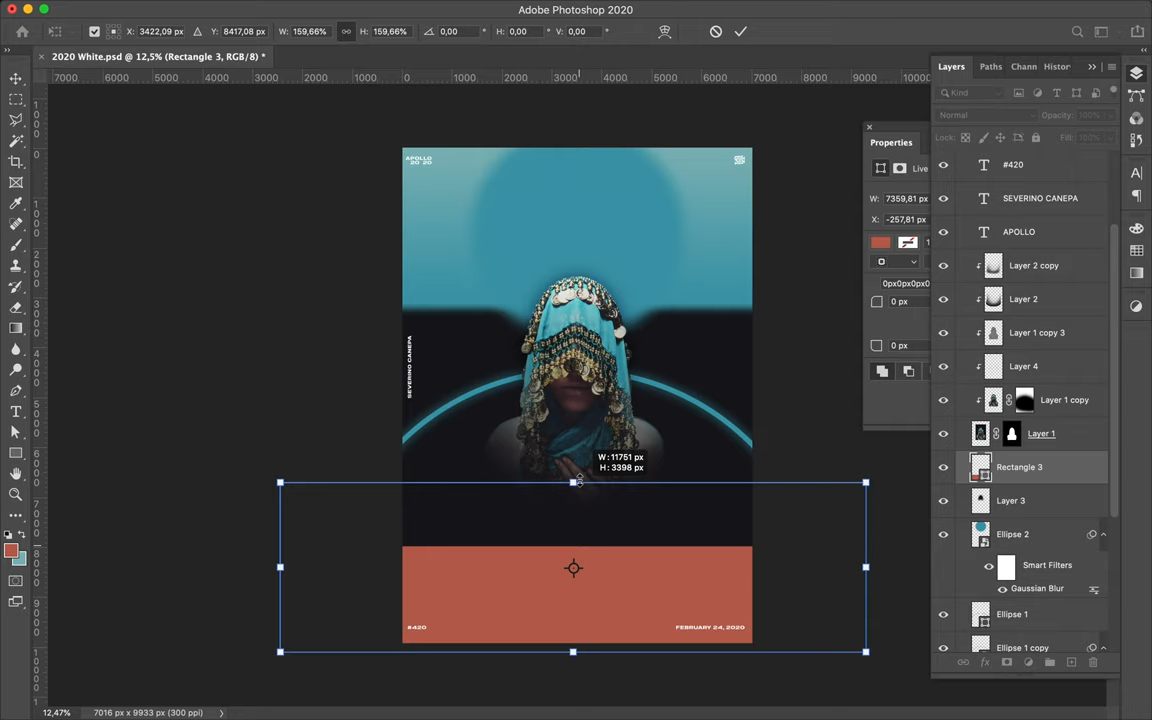 Adobe Photoshop 2020
X: 3422,09 px Y: 8417,08 px W: 159,66% H: 159,66% 0,00 ° H: 0,00 ° V: 0,00 °
2020 White.psd @ 12,5% (Rectangle 3, RGB/8) *
7000 6000 5000 4000 3000 2000 1000 0 1000 2000 3000 4000 5000 6000 7000 8000 9000 10000
Layers Paths Chann Histor
Kind
Normal Opacity: 100%
Lock: Fill: 100%
Properties
Live
W: 7359,81 px
X: -257,81 px
0px0px0px0
0 px
0 px
#420
SEVERINO CANEPA
APOLLO
Layer 2 copy
Layer 2
Layer 1 copy 3
Layer 4
Layer 1 copy
Layer 1
Rectangle 3
Layer 3
Ellipse 2
Smart Filters
Gaussian Blur
Ellipse 1
Ellipse 1 copy
APOLLO
20 20
SEVERINO CANEPA
W: 11751 px
H: 3398 px
#420 FEBRUARY 24, 2020
12,47% 7016 px x 9933 px (300 ppi)